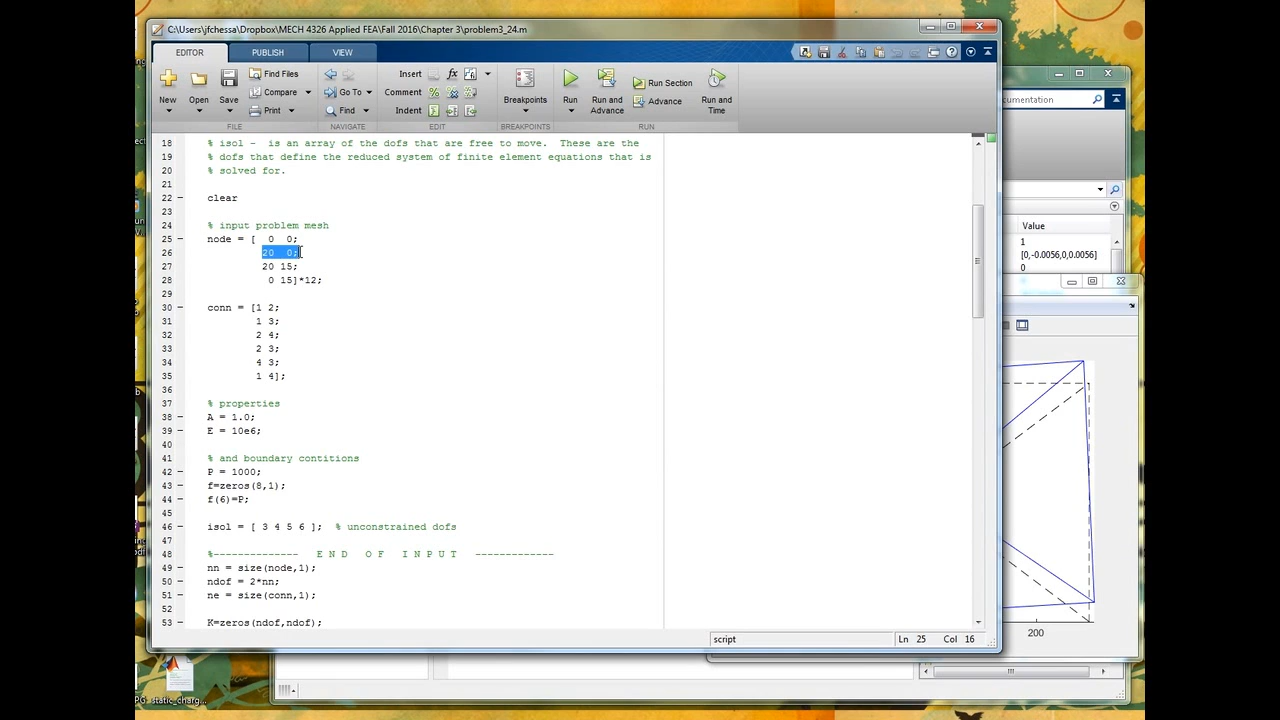 C:\Users\jfchessa\Dropbox\MECH 4326 Applied FEA\Fall 2016\Chapter 3\problem3_24.m
EDITOR PUBLISH VIEW
New Open Save Find Files Compare Print
Go To Find
Insert fx Comment Indent
Breakpoints
Run Run and Advance Run Section Advance Run and Time
FILE NAVIGATE EDIT BREAKPOINTS RUN
18 % isol - is an array of the dofs that are free to move. These are the
19 % dofs that define the reduced system of finite element equations that is
20 % solved for.
21
22 clear
23
24 % input problem mesh
25 node = [ 0 0;
26 20 0;
27 20 15;
28 0 15]*12;
29
30 conn = [1 2;
31 1 3;
32 2 4;
33 2 3;
34 4 3;
35 1 4];
36
37 % properties
38 A = 1.0;
39 E = 10e6;
40
41 % and boundary contitions
42 P = 1000;
43 f=zeros(8,1);
44 f(6)=P;
45
46 isol = [ 3 4 5 6 ]; % unconstrained dofs
47
48 %-------------- E N D O F I N P U T -------------
49 nn = size(node,1);
50 ndof = 2*nn;
51 ne = size(conn,1);
52
53 K=zeros(ndof,ndof);
script Ln 25 Col 16
cumentation
Value
1
[0,-0.0056,0,0.0056]
0
200
PG_static_charg...